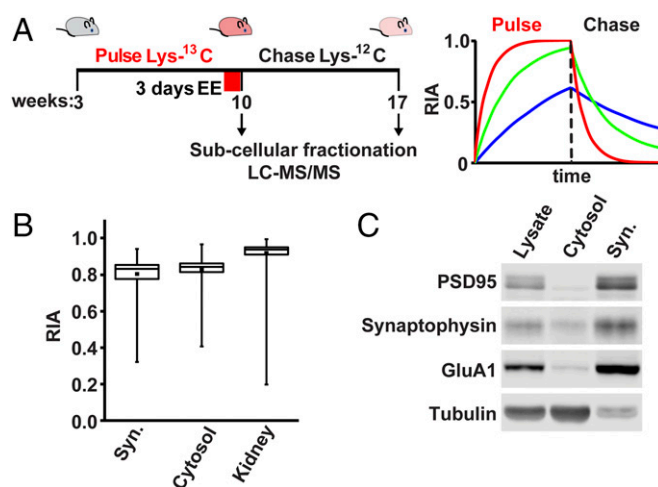 A
Pulse Lys-¹³C
Chase Lys-¹²C
3 days EE
weeks:3
10
17
Sub-cellular fractionation
LC-MS/MS
Pulse
Chase
RIA
1.0
0.5
0
time
B
RIA
1.0
0.8
0.6
0.4
0.2
0.0
Syn.
Cytosol
Kidney
C
Lysate
Cytosol
Syn.
PSD95
Synaptophysin
GluA1
Tubulin